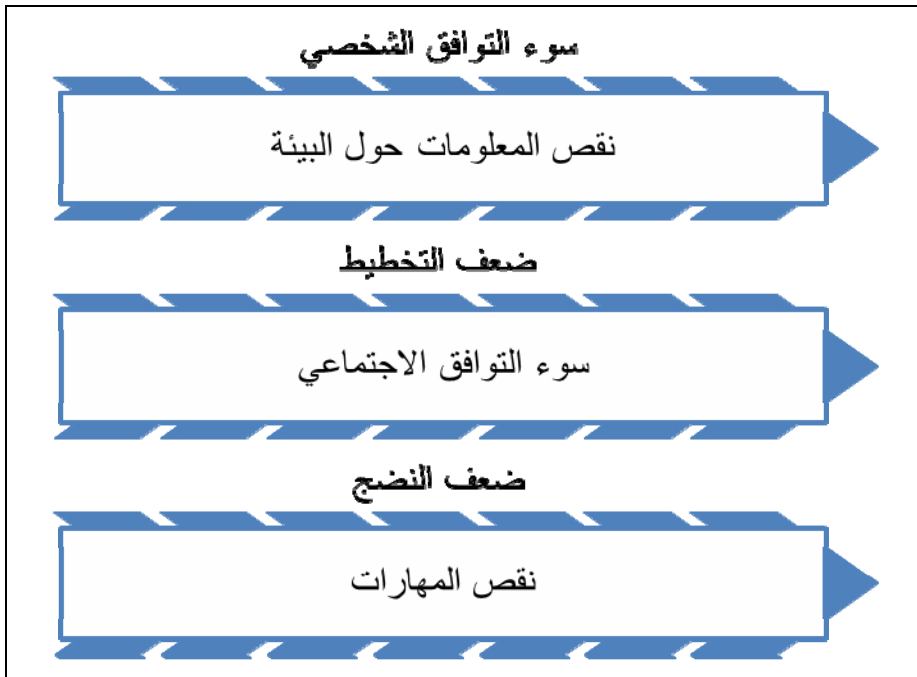 سوء التوافق الشخصي
نقص المعلومات حول البيئة
ضعف التخطيط
سوء التوافق الاجتماعي
ضعف النضج
نقص المهارات